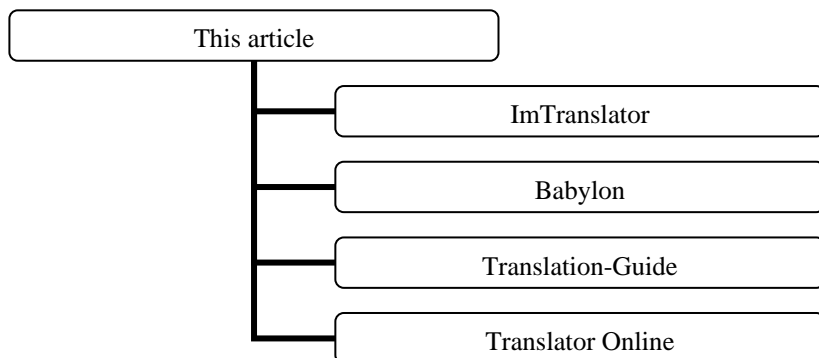 This article
ImTranslator
Babylon
Translation-Guide
Translator Online